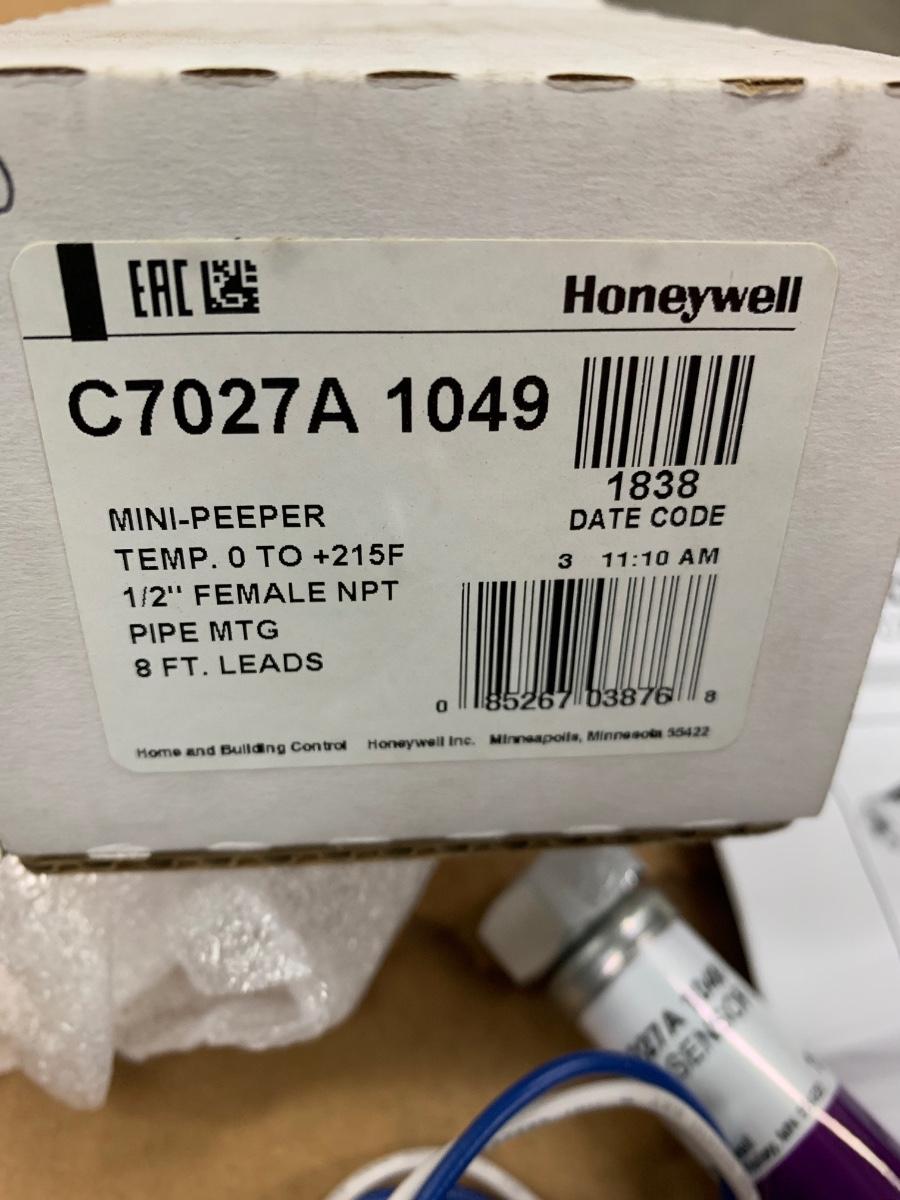 EAC
Honeywell
C7027A 1049
1838
DATE CODE
MINI-PEEPER
TEMP. 0 TO +215F
1/2" FEMALE NPT
PIPE MTG
8 FT. LEADS
3 11:10 AM
0 85267 03876 8
Home and Building Control Honeywell Inc. Minneapolis, Minnesota 55422
27A
SENSOR